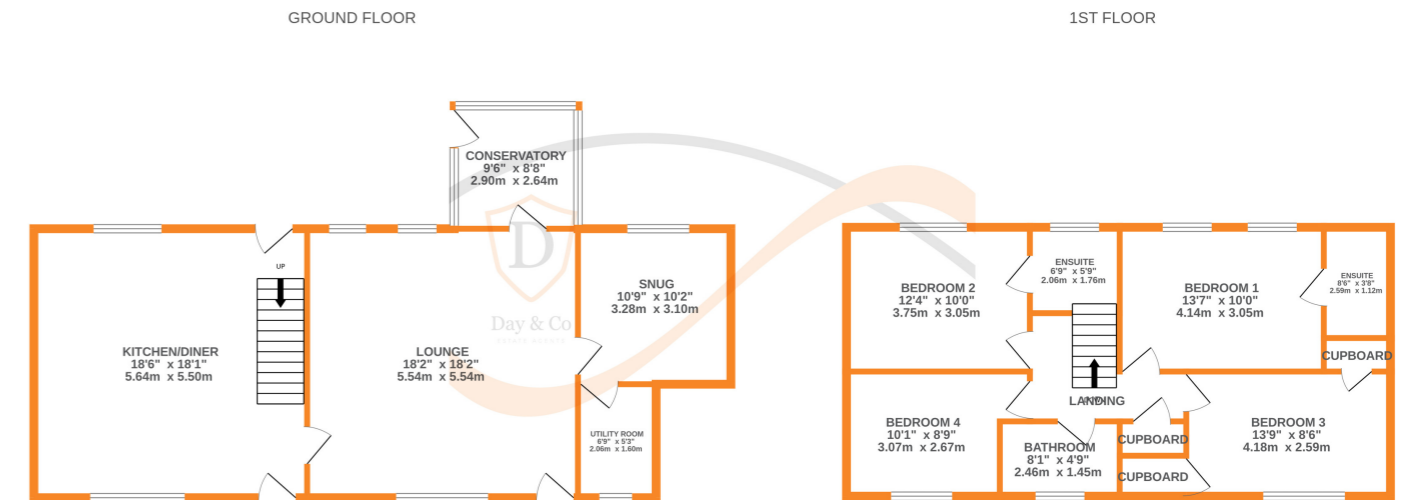 GROUND FLOOR
1ST FLOOR
CONSERVATORY
9'6" x 8'8"
2.90m x 2.64m
D
Day & Co
ESTATE AGENCY
UP
SNUG
10'9" x 10'2"
3.28m x 3.10m
KITCHEN/DINER
18'6" x 18'1"
5.64m x 5.50m
LOUNGE
18'2" x 18'2"
5.54m x 5.54m
UTILITY ROOM
6'9" x 5'3"
2.06m x 1.60m
BEDROOM 2
12'4" x 10'0"
3.75m x 3.05m
ENSUITE
6'9" x 5'9"
2.06m x 1.76m
BEDROOM 1
13'7" x 10'0"
4.14m x 3.05m
ENSUITE
8'6" x 3'8"
2.59m x 1.12m
CUPBOARD
LANDING
BEDROOM 4
10'1" x 8'9"
3.07m x 2.67m
BATHROOM
8'1" x 4'9"
2.46m x 1.45m
CUPBOARD
CUPBOARD
BEDROOM 3
13'9" x 8'6"
4.18m x 2.59m